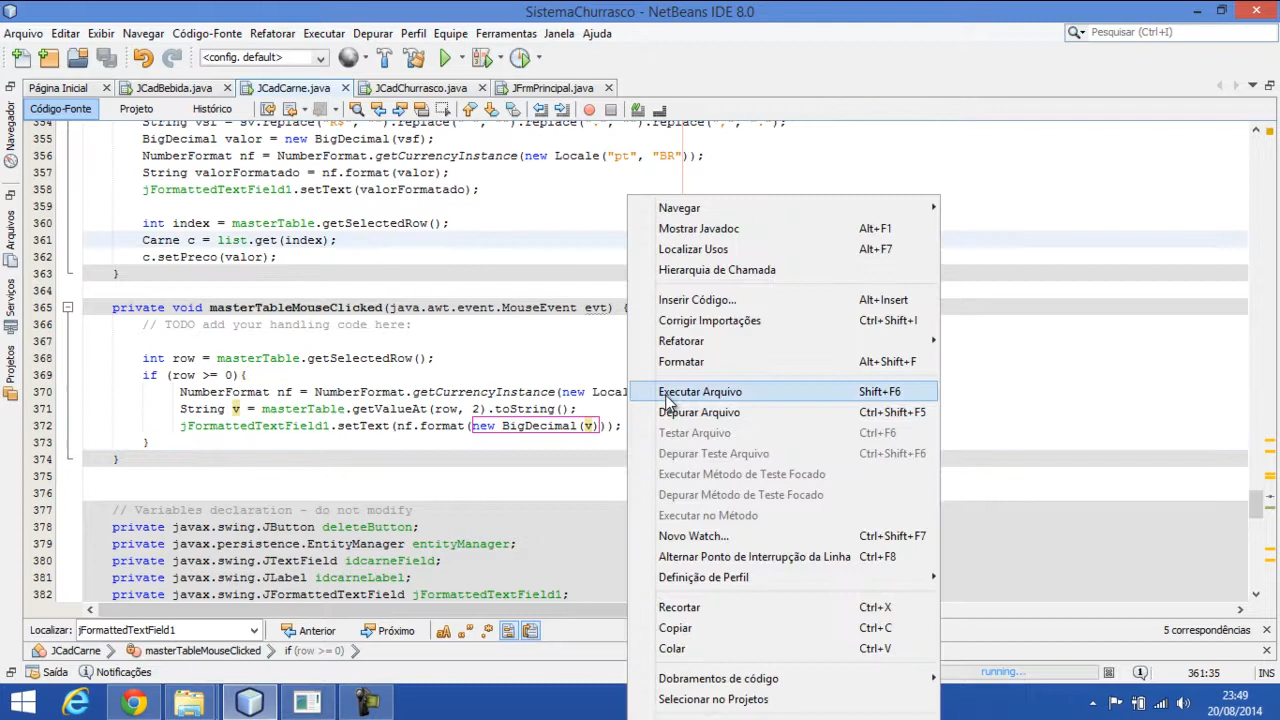 SistemaChurrasco - NetBeans IDE 8.0
Arquivo Editar Exibir Navegar Código-Fonte Refatorar Executar Depurar Perfil Equipe Ferramentas Janela Ajuda
Pesquisar (Ctrl+I)
<config. default>
Página Inicial JCadBebida.java JCadCarne.java JCadChurrasco.java JFrmPrincipal.java
Código-Fonte Projeto Histórico
Navegador
Arquivos
Serviços
Projetos
355 BigDecimal valor = new BigDecimal(vsf);
356 NumberFormat nf = NumberFormat.getCurrencyInstance(new Locale("pt", "BR"));
357 String valorFormatado = nf.format(valor);
358 jFormattedTextField1.setText(valorFormatado);
359
360 int index = masterTable.getSelectedRow();
361 Carne c = list.get(index);
362 c.setPreco(valor);
363 }
364
365 private void masterTableMouseClicked(java.awt.event.MouseEvent evt) {
366 // TODO add your handling code here:
367
368 int row = masterTable.getSelectedRow();
369 if (row >= 0){
370 NumberFormat nf = NumberFormat.getCurrencyInstance(new Local
371 String v = masterTable.getValueAt(row, 2).toString();
372 jFormattedTextField1.setText(nf.format(new BigDecimal(v)));
373 }
374 }
375
376
377 // Variables declaration - do not modify
378 private javax.swing.JButton deleteButton;
379 private javax.persistence.EntityManager entityManager;
380 private javax.swing.JTextField idcarneField;
381 private javax.swing.JLabel idcarneLabel;
382 private javax.swing.JFormattedTextField jFormattedTextField1;
Navegar
Mostrar Javadoc Alt+F1
Localizar Usos Alt+F7
Hierarquia de Chamada
Inserir Código... Alt+Insert
Corrigir Importações Ctrl+Shift+I
Refatorar
Formatar Alt+Shift+F
Executar Arquivo Shift+F6
Depurar Arquivo Ctrl+Shift+F5
Testar Arquivo Ctrl+F6
Depurar Teste Arquivo Ctrl+Shift+F6
Executar Método de Teste Focado
Depurar Método de Teste Focado
Executar no Método
Novo Watch... Ctrl+Shift+F7
Alternar Ponto de Interrupção da Linha Ctrl+F8
Definição de Perfil
Recortar Ctrl+X
Copiar Ctrl+C
Colar Ctrl+V
Dobramentos de código
Selecionar no Projetos
Localizar: jFormattedTextField1 Anterior Próximo 5 correspondências
JCadCarne masterTableMouseClicked if (row >= 0)
Saída Notificações running... 361:35 INS
23:49
20/08/2014